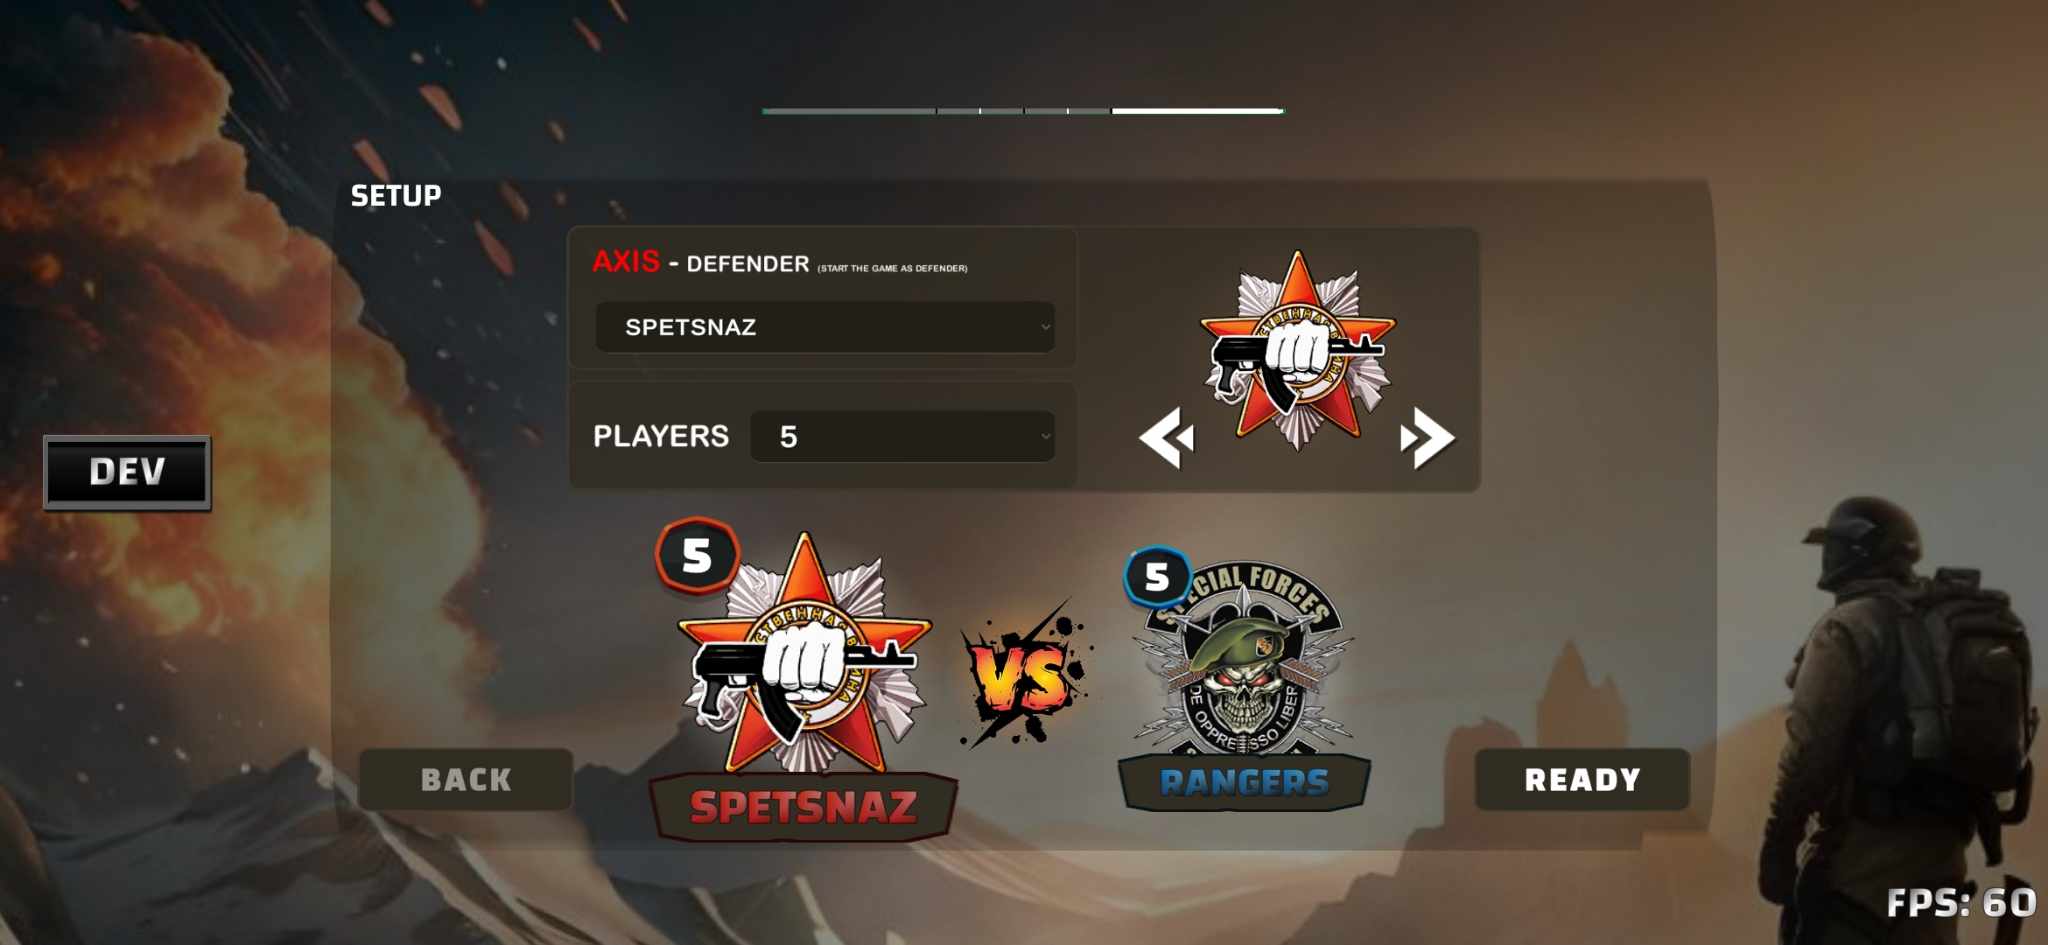 SETUP
AXIS - DEFENDER (START THE GAME AS DEFENDER)
SPETSNAZ
PLAYERS 5
DEV
5
5
SPECIAL FORCES
VS
DE OPPRESSO LIBER
BACK
SPETSNAZ
RANGERS
READY
FPS: 60